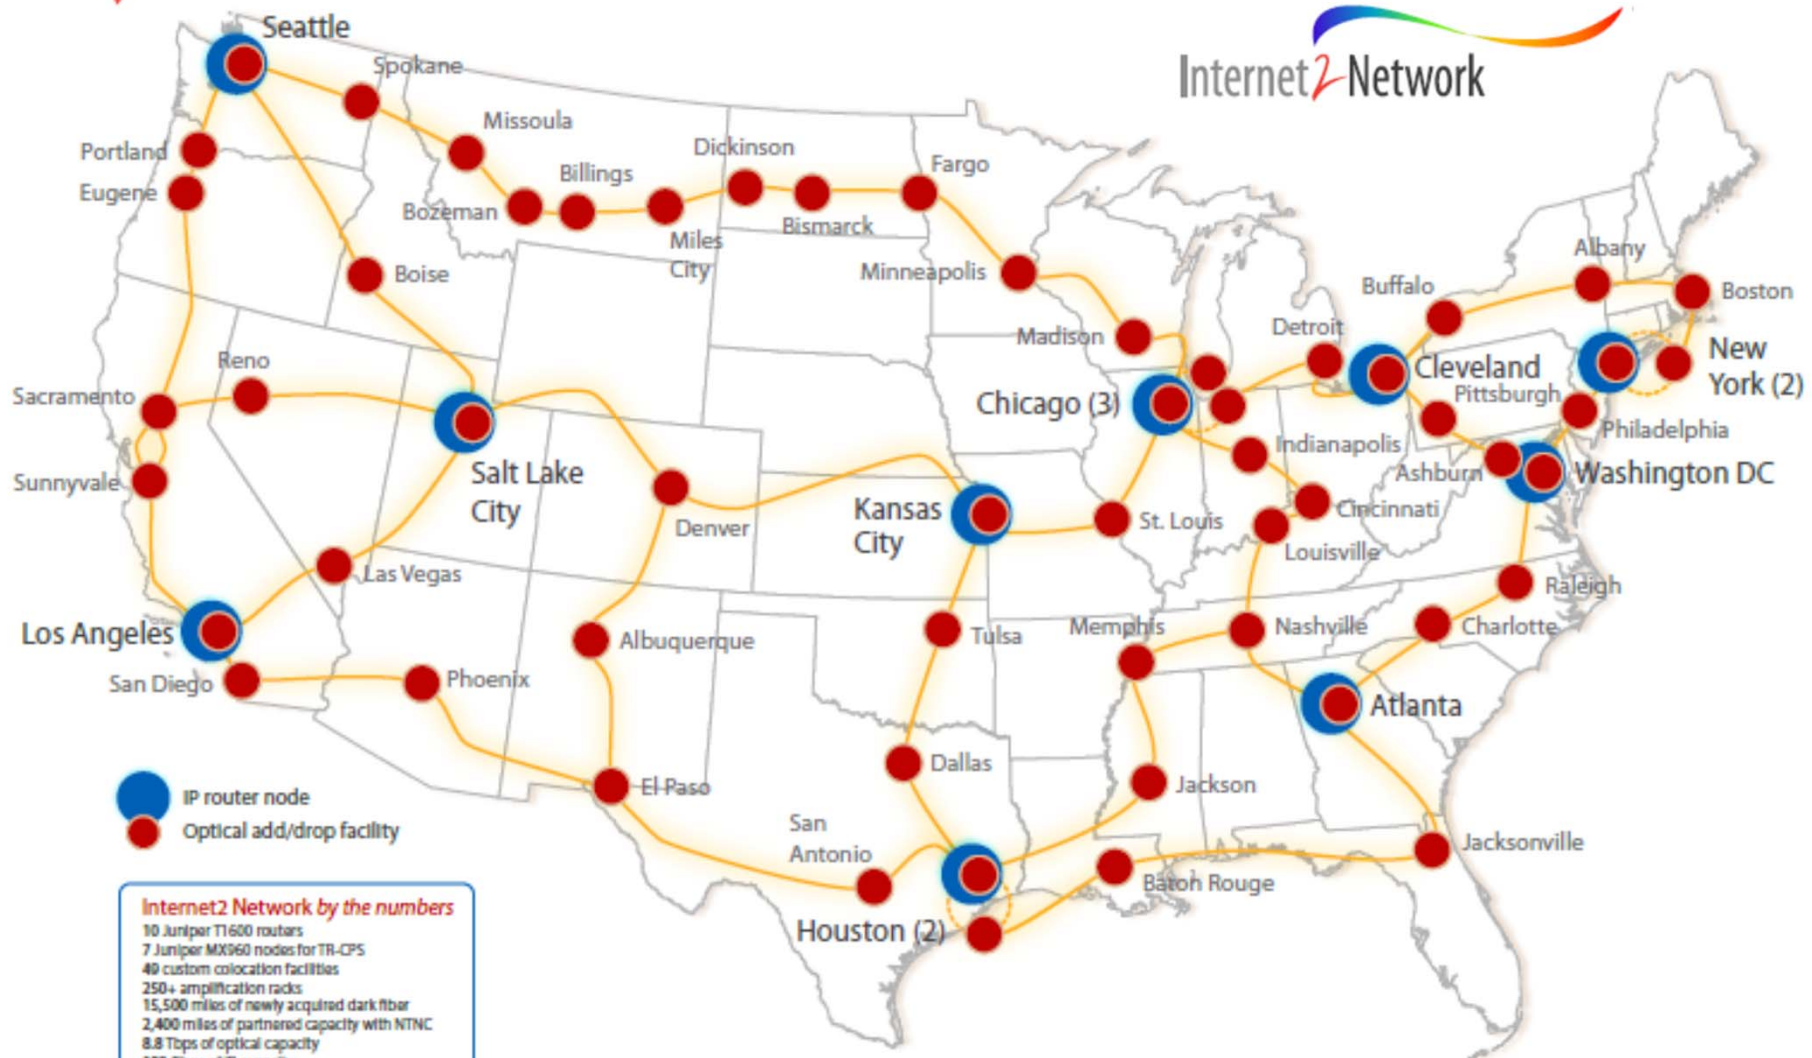 Seattle
Internet2 Network
Spokane
Missoula
Portland
Dickinson
Fargo
Billings
Eugene
Bozeman
Bismarck
Miles
City
Albany
Minneapolis
Boise
Buffalo
Boston
Madison
Detroit
Reno
New
York (2)
Cleveland
Pittsburgh
Sacramento
Chicago (3)
Philadelphia
Indianapolis
Salt Lake
City
Ashburn
Washington DC
Sunnyvale
Kansas
City
Cincinnati
Denver
St. Louis
Louisville
Las Vegas
Raleigh
Los Angeles
Albuquerque
Tulsa
Memphis
Nashville
Charlotte
San Diego
Phoenix
Atlanta
Dallas
El Paso
Jackson
IP router node
Optical add/drop facility
San
Antonio
Jacksonville
Baton Rouge
Houston (2)
Internet2 Network by the numbers
10 Juniper T1600 routers
7 Juniper MX960 nodes for TR-CPS
49 custom colocation facilities
250+ amplification racks
15,500 miles of newly acquired dark fiber
2,400 miles of partnered capacity with NTNC
8.8 Tbps of optical capacity